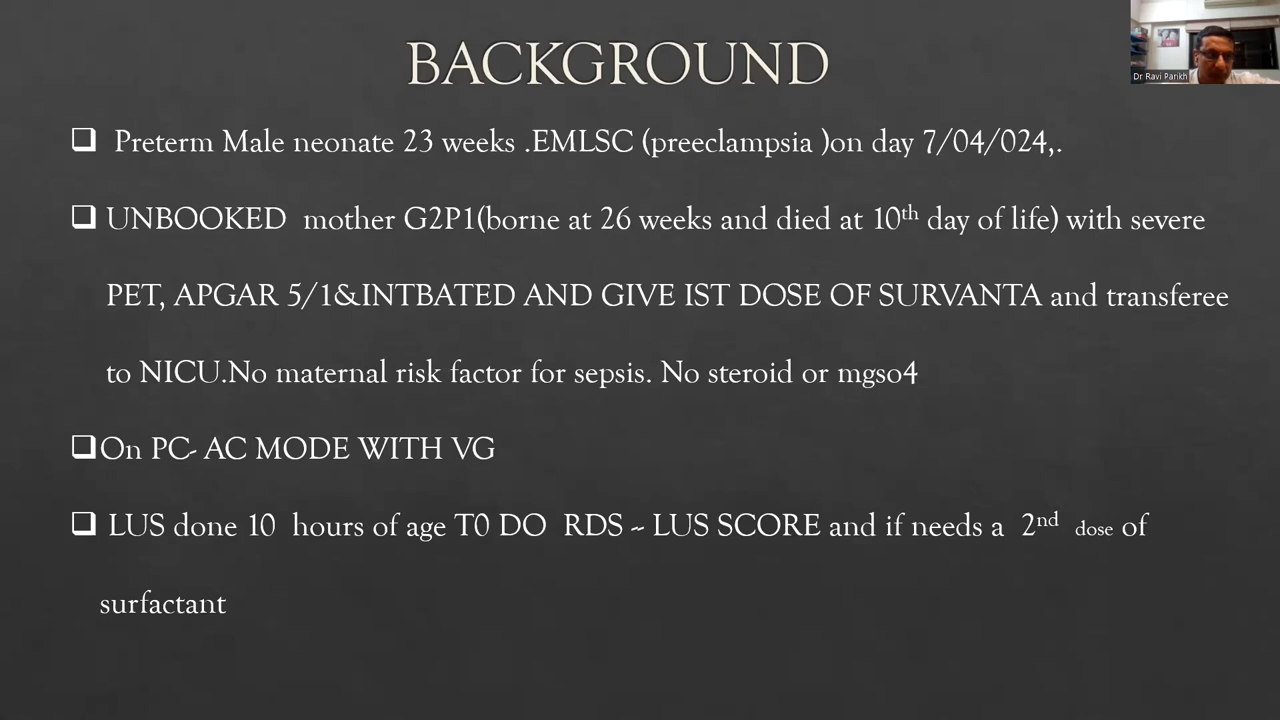 BACKGROUND
Dr Ravi Parikh
Preterm Male neonate 23 weeks .EMLSC (preeclampsia )on day 7/04/024,.
UNBOOKED mother G2P1(borne at 26 weeks and died at 10th day of life) with severe
PET, APGAR 5/1&INTBATED AND GIVE IST DOSE OF SURVANTA and transferee
to NICU.No maternal risk factor for sepsis. No steroid or mgso4
On PC- AC MODE WITH VG
LUS done 10 hours of age T0 DO RDS -- LUS SCORE and if needs a 2nd dose of
surfactant